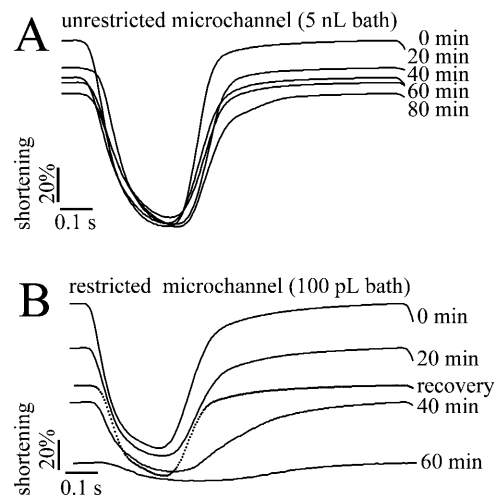 A
unrestricted microchannel (5 nL bath)
0 min
20 min
40 min
60 min
80 min
shortening
20%
0.1 s
B
restricted microchannel (100 pL bath)
0 min
20 min
recovery
40 min
60 min
shortening
20%
0.1 s